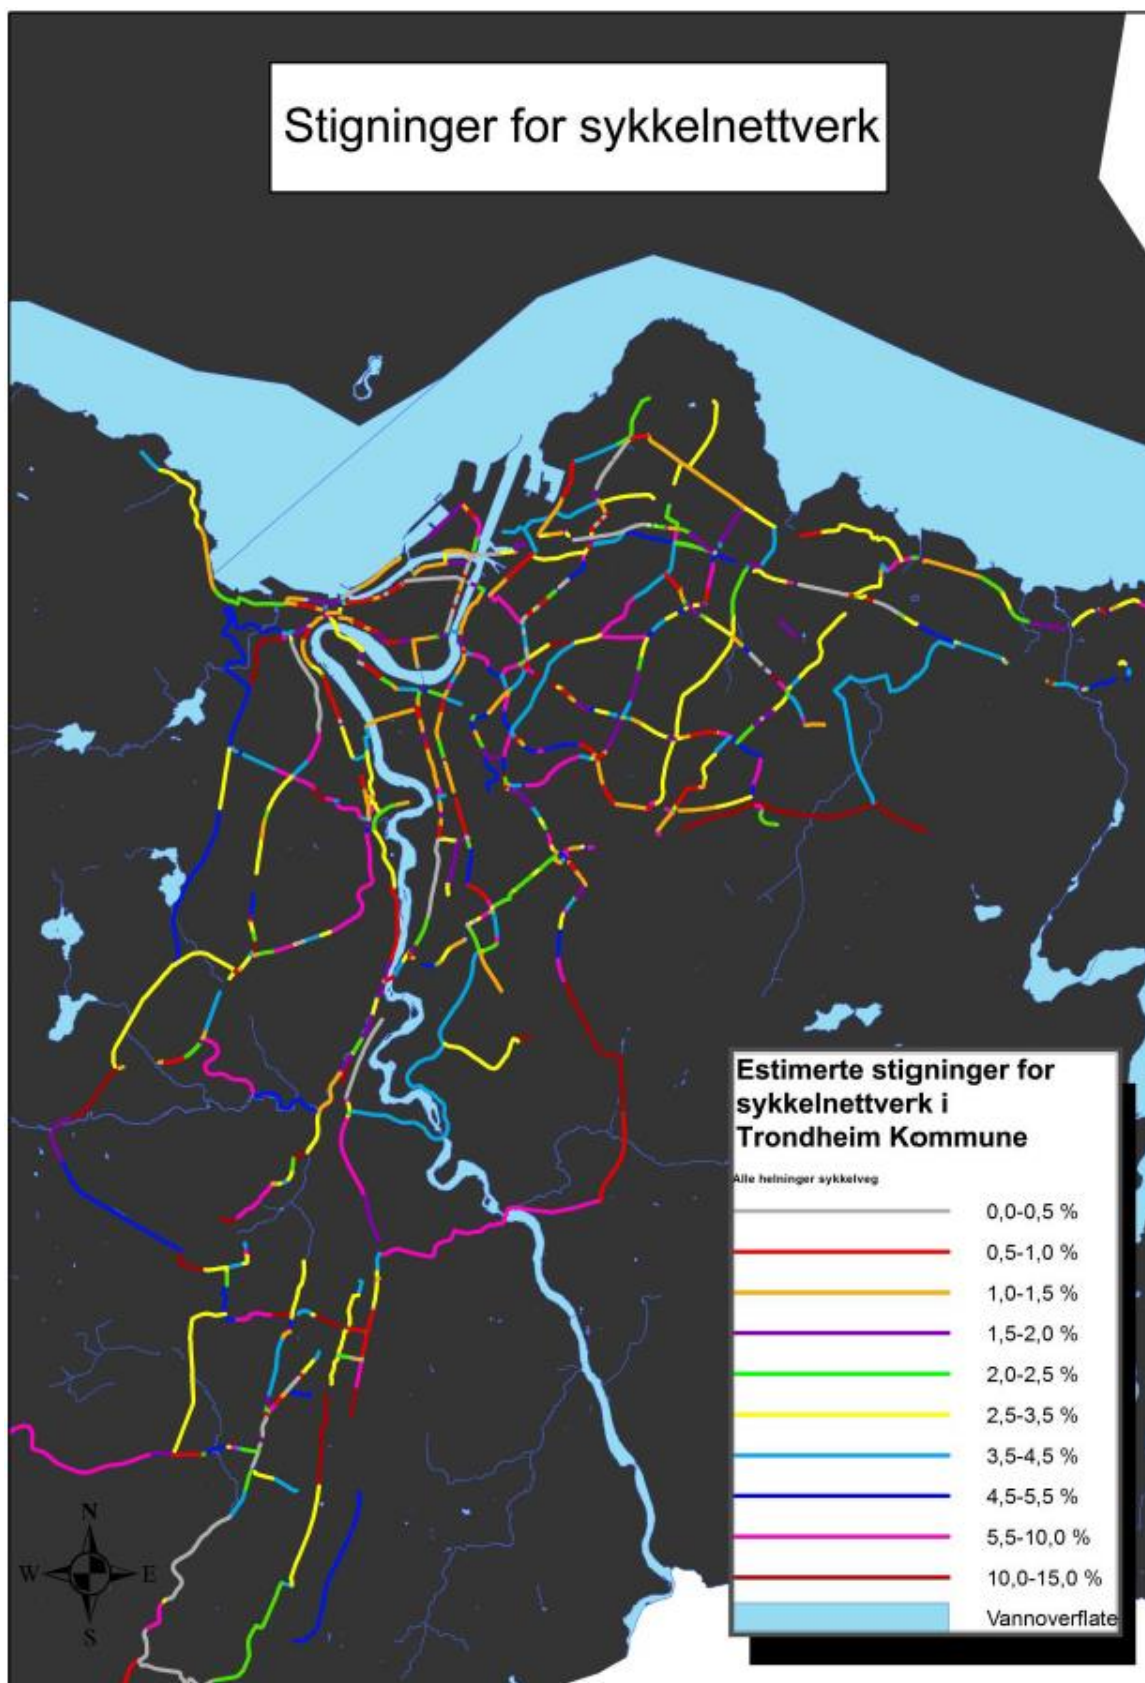 Stigninger for sykkelnettverk
Estimerte stigninger for
sykkelnettverk i
Trondheim Kommune
Alle helninger sykkelveg
0,0-0,5 %
0,5-1,0 %
1,0-1,5 %
1,5-2,0 %
2,0-2,5 %
2,5-3,5 %
3,5-4,5 %
4,5-5,5 %
5,5-10,0 %
10,0-15,0 %
Vannoverflate
N
W E
S